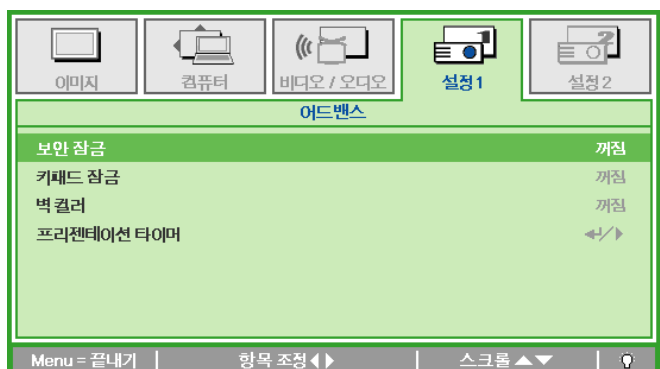 이미지
컴퓨터
비디오 / 오디오
설정 1
설정 2
어드밴스
보안 잠금 꺼짐
키패드 잠금 꺼짐
벽 컬러 꺼짐
프리젠테이션 타이머
Menu = 끝내기 항목 조정 스크롤